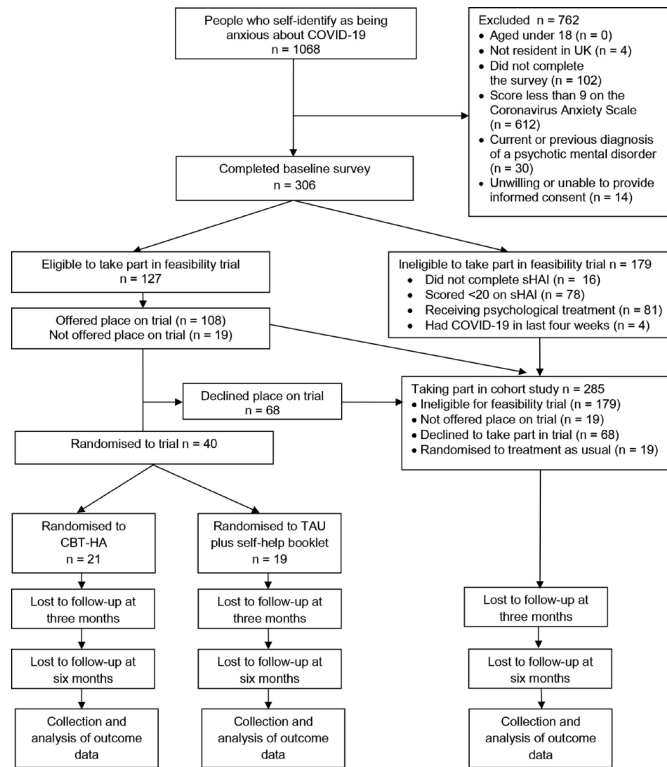 People who self-identify as being
anxious about COVID-19
n = 1068
Excluded n = 762
• Aged under 18 (n = 0)
• Not resident in UK (n = 4)
• Did not complete
the survey (n = 102)
• Score less than 9 on the
Coronavirus Anxiety Scale
(n = 612)
• Current or previous diagnosis
of a psychotic mental disorder
(n = 30)
• Unwilling or unable to provide
informed consent (n = 14)
Completed baseline survey
n = 306
Eligible to take part in feasibility trial
n = 127
Ineligible to take part in feasibility trial n = 179
• Did not complete sHAI (n = 16)
• Scored <20 on sHAI (n = 78)
• Receiving psychological treatment (n = 81)
• Had COVID-19 in last four weeks (n = 4)
Offered place on trial (n = 108)
Not offered place on trial (n = 19)
Declined place on trial
n = 68
Taking part in cohort study n = 285
• Ineligible for feasibility trial (n = 179)
• Not offered place on trial (n = 19)
• Declined to take part in trial (n = 68)
• Randomised to treatment as usual (n = 19)
Randomised to trial n = 40
Randomised to
CBT-HA
n = 21
Randomised to TAU
plus self-help booklet
n = 19
Lost to follow-up at
three months
Lost to follow-up at
three months
Lost to follow-up at
three months
Lost to follow-up at
six months
Lost to follow-up at
six months
Lost to follow-up at
six months
Collection and
analysis of outcome
data
Collection and
analysis of outcome
data
Collection and
analysis of outcome
data